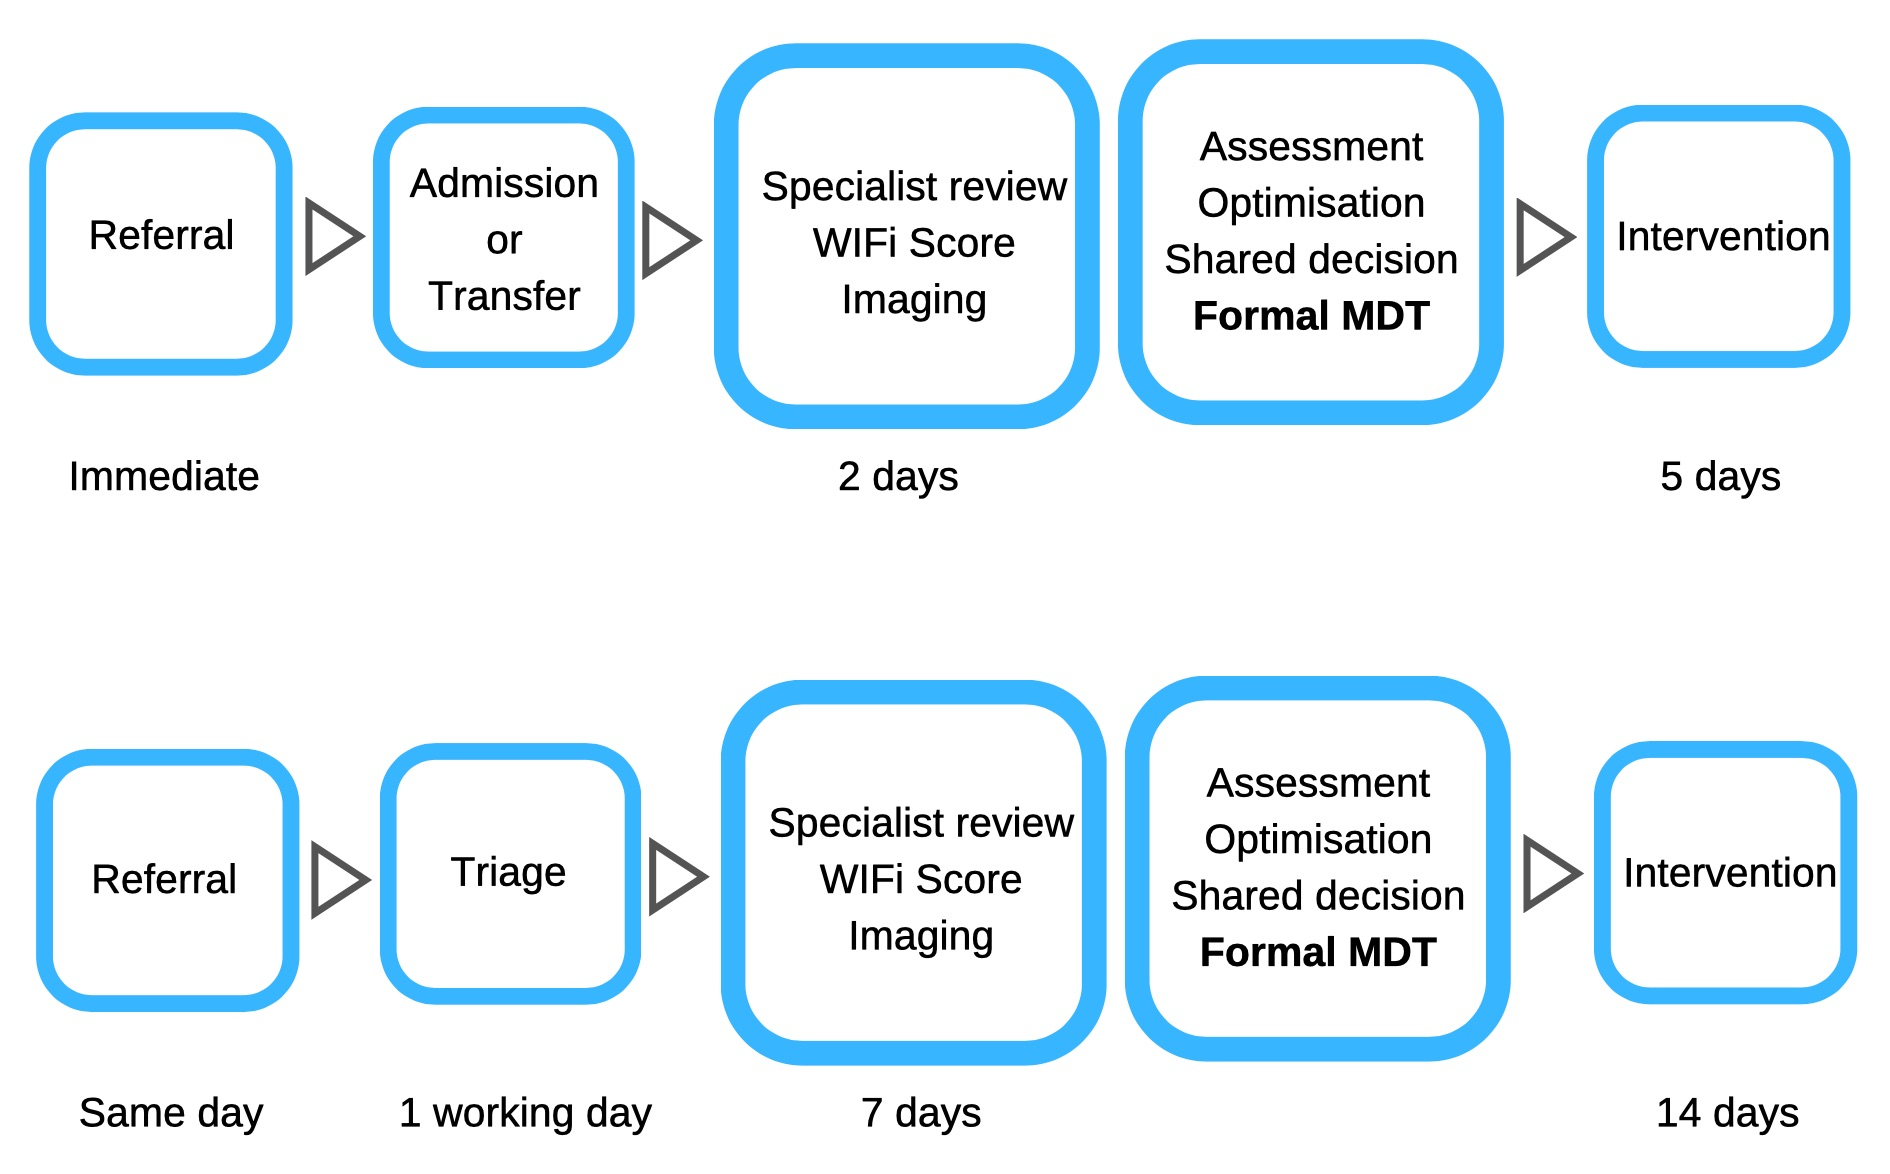 Referral
Admission
or
Transfer
Specialist review
WIFi Score
Imaging
Assessment
Optimisation
Shared decision
Formal MDT
Intervention
Immediate
2 days
5 days
Referral
Triage
Specialist review
WIFi Score
Imaging
Assessment
Optimisation
Shared decision
Formal MDT
Intervention
Same day
1 working day
7 days
14 days